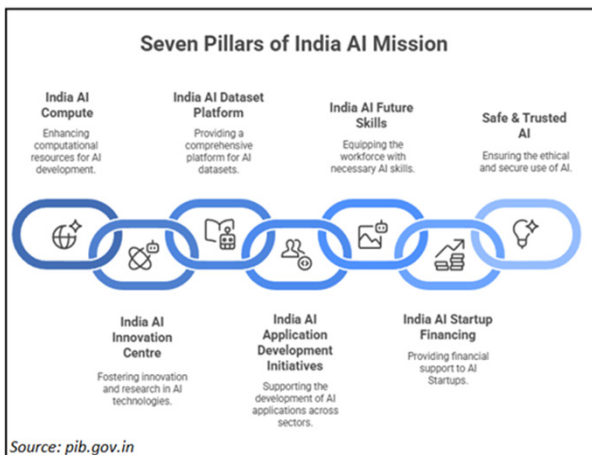 Seven Pillars of India AI Mission
India AI
Compute
Enhancing
computational
resources for AI
development.
India AI Dataset
Platform
Providing a
comprehensive
platform for AI
datasets.
India AI Future
Skills
Equipping the
workforce with
necessary AI skills.
Safe & Trusted
AI
Ensuring the ethical
and secure use of AI.
India AI
Innovation
Centre
Fostering innovation
and research in AI
technologies.
India AI
Application
Development
Initiatives
Supporting the
development of AI
applications across
sectors.
India AI Startup
Financing
Providing financial
support to AI
Startups.
Source: pib.gov.in